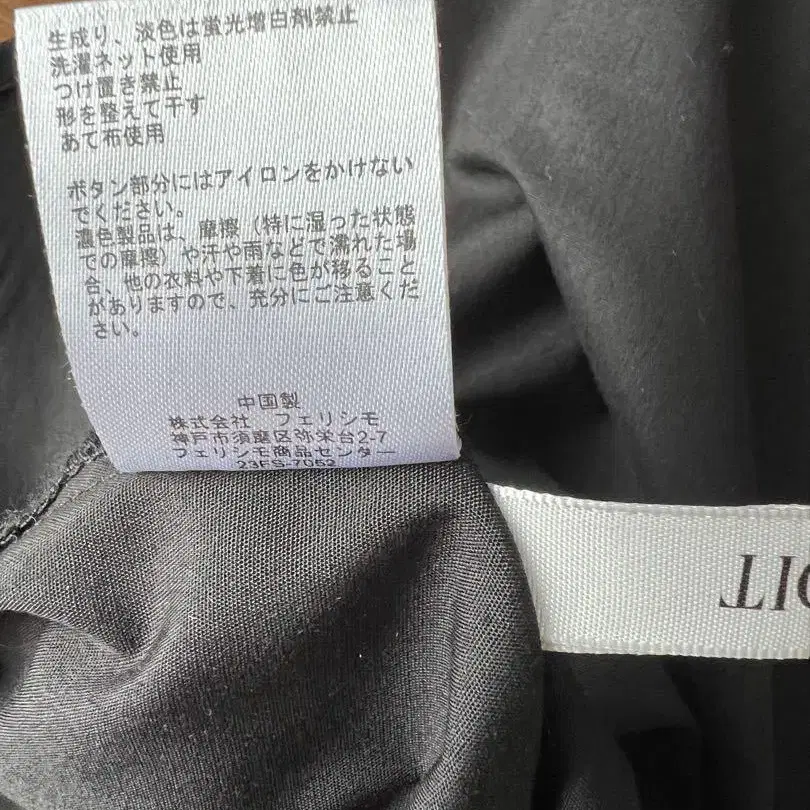 生成り、淡色は蛍光増白剤禁止
洗濯ネット使用
つけ置き禁止
形を整えて干す
あて布使用
ボタン部分にはアイロンをかけない
でください。
濃色製品は、摩擦（特に湿った状態
での摩擦）や汗や雨などで濡れた場
合、他の衣料や下着に色が移ること
がありますので、充分にご注意くだ
さい。
中国製
株式会社 フェリシモ
神戸市須磨区弥栄台2-7
フェリシモ商品センター
23FS-7052